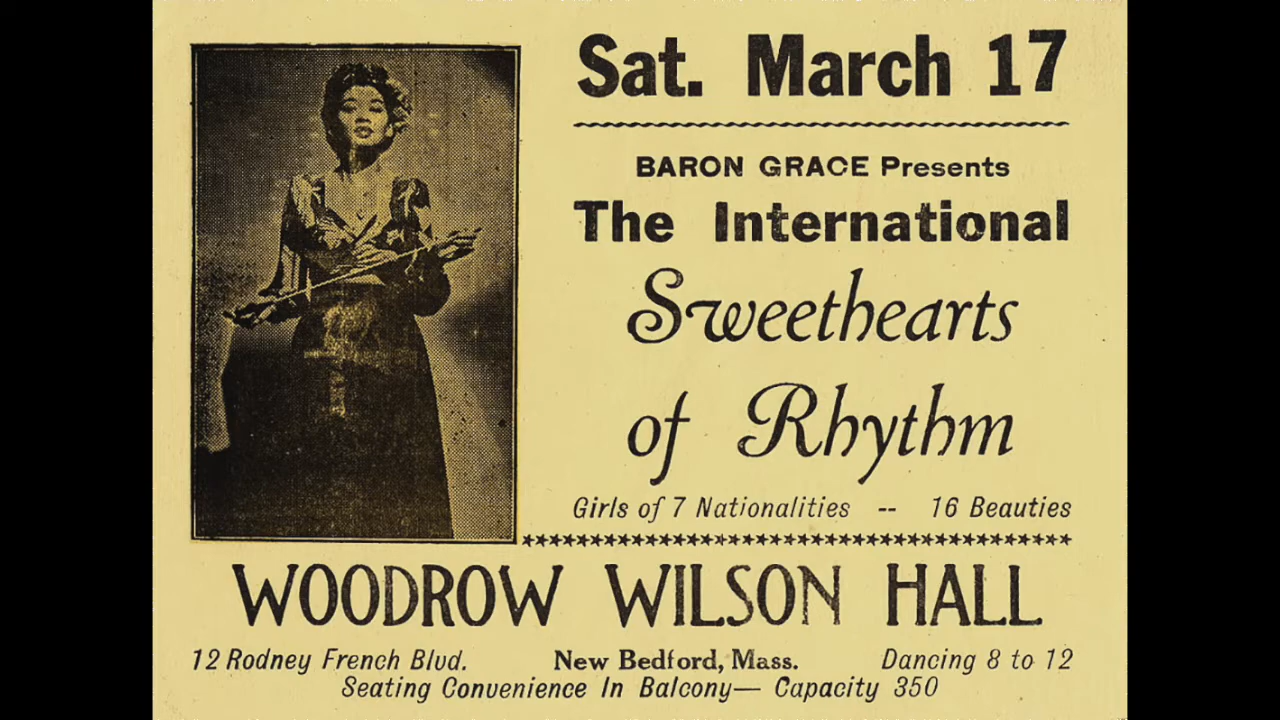 Sat. March 17
BARON GRACE Presents
The International
Sweethearts
of Rhythm
Girls of 7 Nationalities -- 16 Beauties
WOODROW WILSON HALL
12 Rodney French Blvd. New Bedford, Mass. Dancing 8 to 12
Seating Convenience In Balcony— Capacity 350